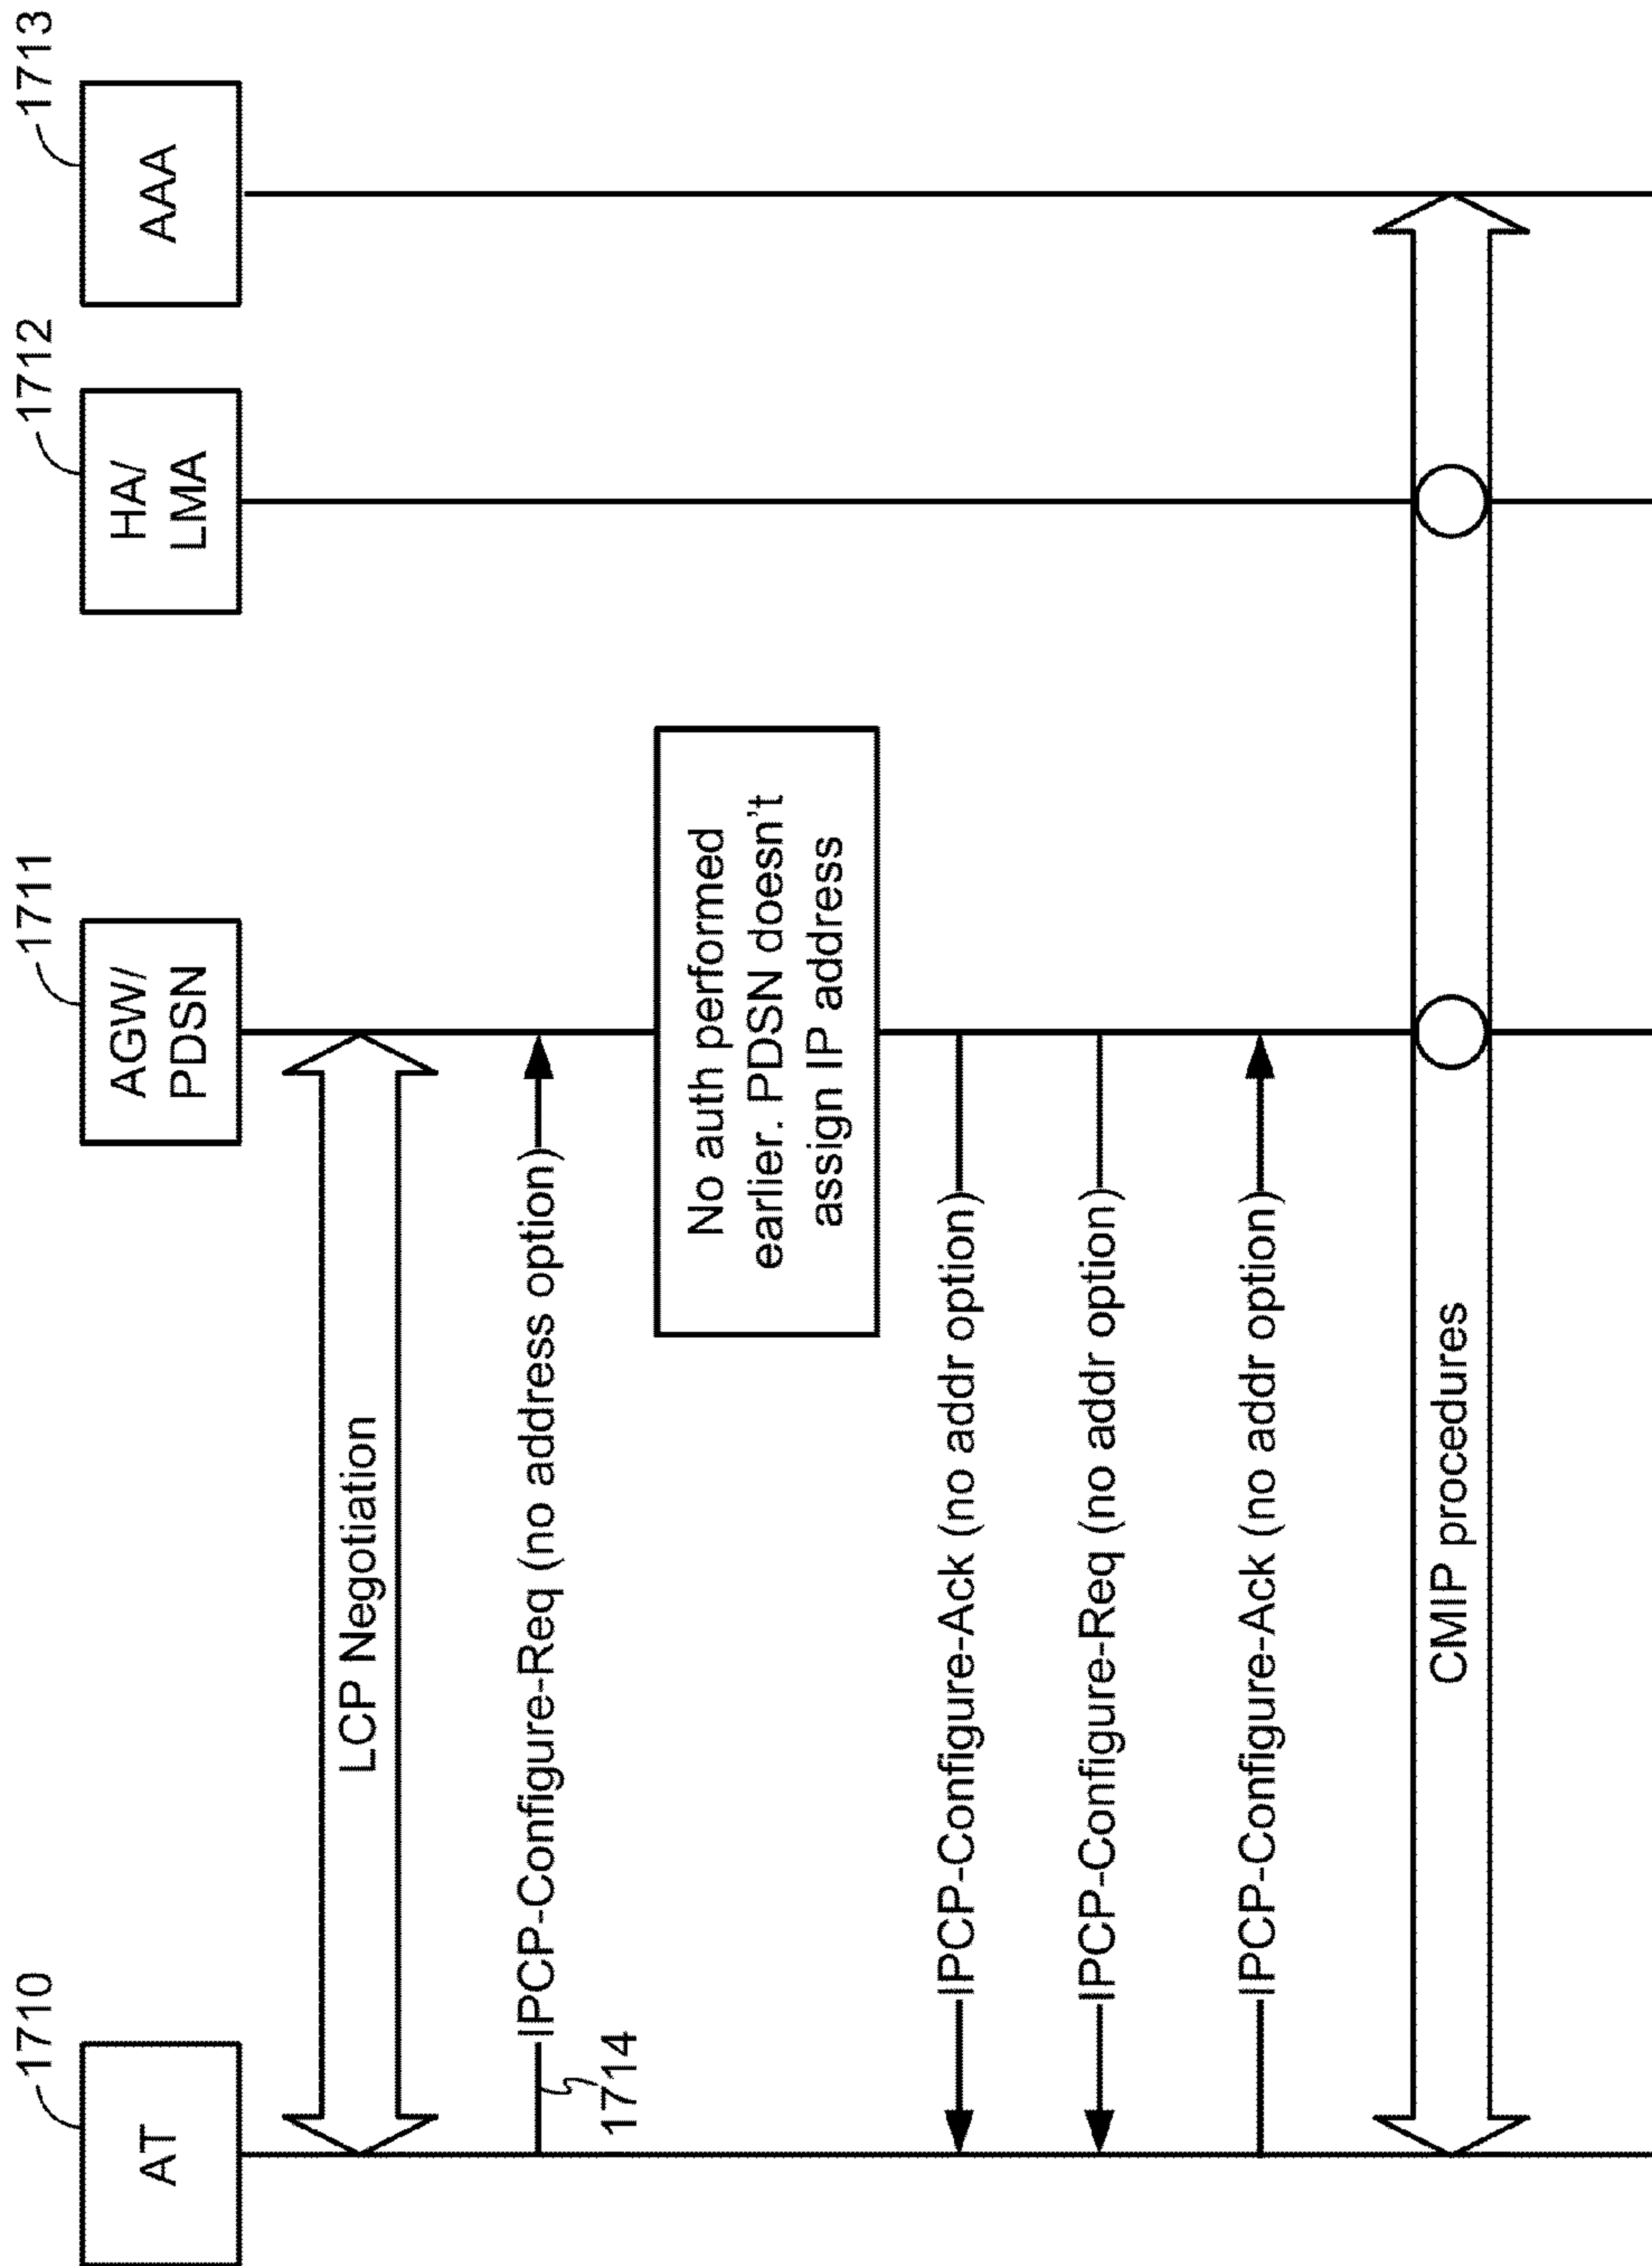 1710
1711
1712
1713
AT
AGW/
PDSN
HA/
LMA
AAA
LCP Negotiation
IPCP-Configure-Req (no address option)
1714
No auth performed
earlier. PDSN doesn't
assign IP address
IPCP-Configure-Ack (no addr option)
IPCP-Configure-Req (no addr option)
IPCP-Configure-Ack (no addr option)
CMIP procedures